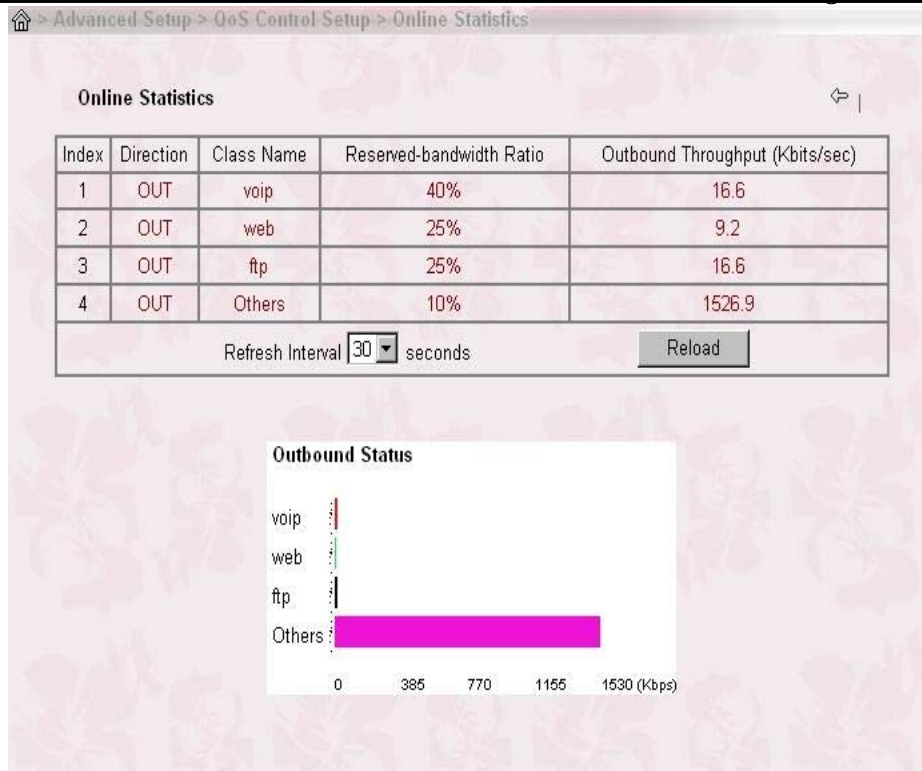 > Advanced Setup > QoS Control Setup > Online Statistics
Online Statistics
Index Direction Class Name Reserved-bandwidth Ratio Outbound Throughput (Kbits/sec)
1 OUT voip 40% 16.6
2 OUT web 25% 9.2
3 OUT ftp 25% 16.6
4 OUT Others 10% 1526.9
Refresh Interval 30 seconds Reload
Outbound Status
voip
web
ftp
Others
0 385 770 1155 1530 (Kbps)